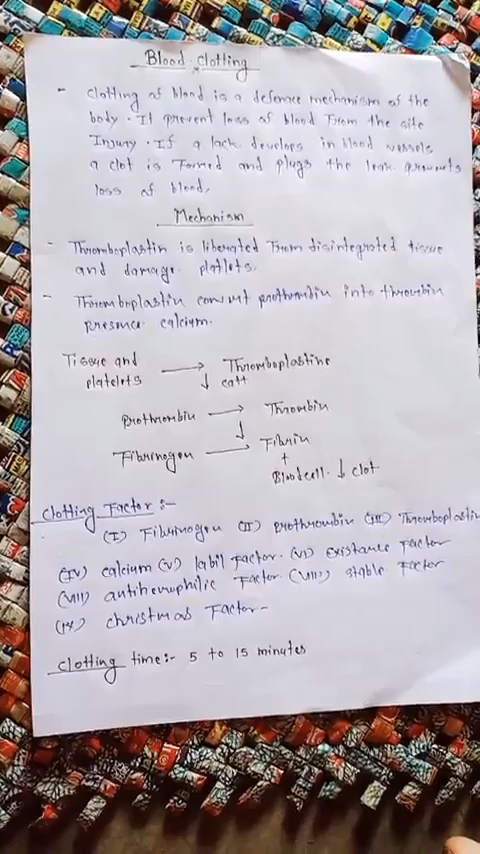 Blood clotting
- clotting of blood is a defence mechanism of the
body. It prevent loss of blood from the site
Injury. If a lack develops in blood vessels
a clot is formed and plugs the leak prevents
loss of blood,
Mechanism
- Thromboplastin is liberated from disintegrated tissue
and damage platlets,
- Thromboplastin convert prothrombin into thrombin
presence calcium.
Tissue and platelets → Thromboplastine
↓ ca++
Prothrombin → Thrombin
↓
Fibrinogen → Fibrin
+
Blood cell. ↓ clot
Clotting Factor :-
(I) Fibrinogen (II) prothrombin (III) Thromboplastin
(IV) calcium (V) labil factor. (VI) existance Factor
(VII) antihemophilic Factor (VIII) stable Factor
(IX) christmas Factor -
Clotting time :- 5 to 15 minutes